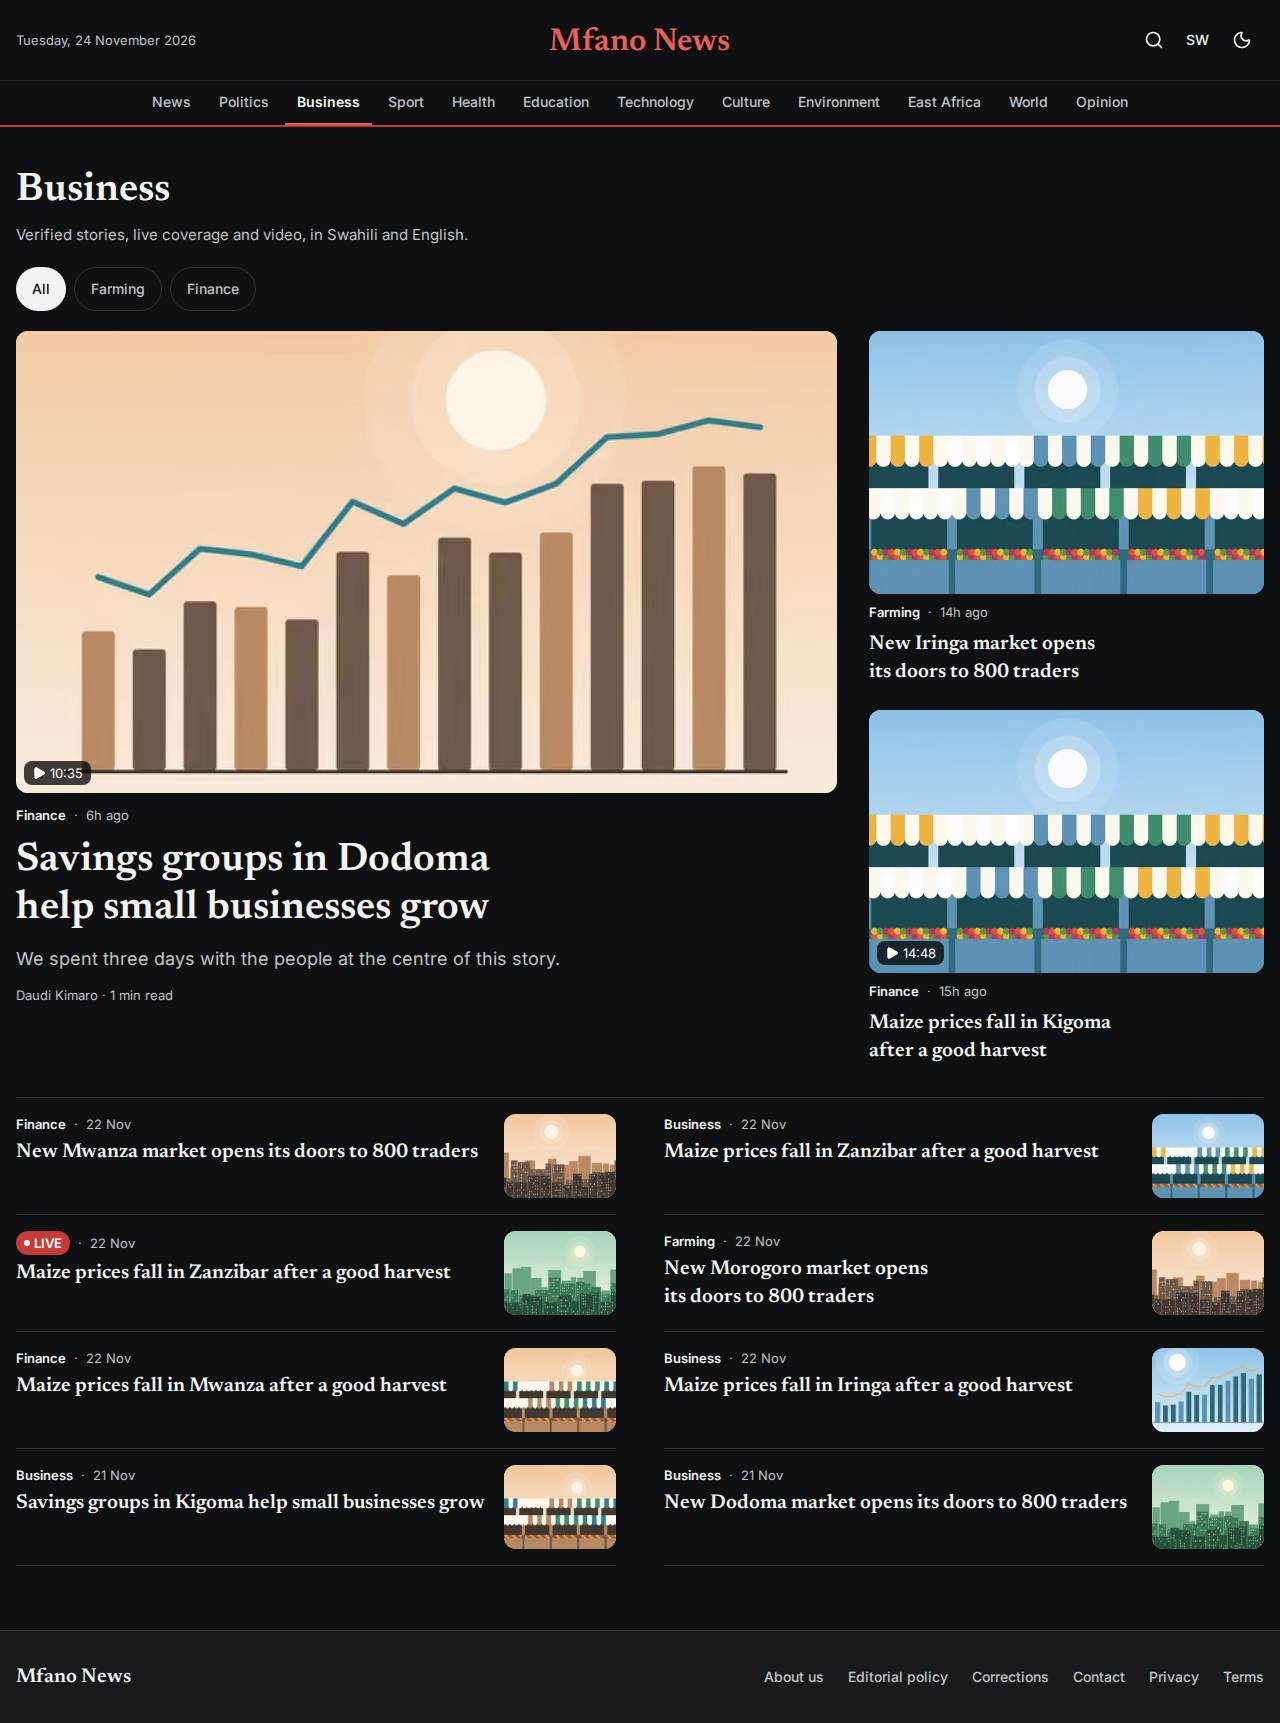 Tuesday, 24 November 2026
Mfano News
SW
News
Politics
Business
Sport
Health
Education
Technology
Culture
Environment
East Africa
World
Opinion
Business
Verified stories, live coverage and video, in Swahili and English.
All
Farming
Finance
10:35
Finance · 6h ago
Savings groups in Dodoma
help small businesses grow
We spent three days with the people at the centre of this story.
Daudi Kimaro · 1 min read
Farming · 14h ago
New Iringa market opens
its doors to 800 traders
14:48
Finance · 15h ago
Maize prices fall in Kigoma
after a good harvest
Finance · 22 Nov
New Mwanza market opens its doors to 800 traders
Business · 22 Nov
Maize prices fall in Zanzibar after a good harvest
LIVE · 22 Nov
Maize prices fall in Zanzibar after a good harvest
Farming · 22 Nov
New Morogoro market opens
its doors to 800 traders
Finance · 22 Nov
Maize prices fall in Mwanza after a good harvest
Business · 22 Nov
Maize prices fall in Iringa after a good harvest
Business · 21 Nov
Savings groups in Kigoma help small businesses grow
Business · 21 Nov
New Dodoma market opens its doors to 800 traders
Mfano News
About us
Editorial policy
Corrections
Contact
Privacy
Terms